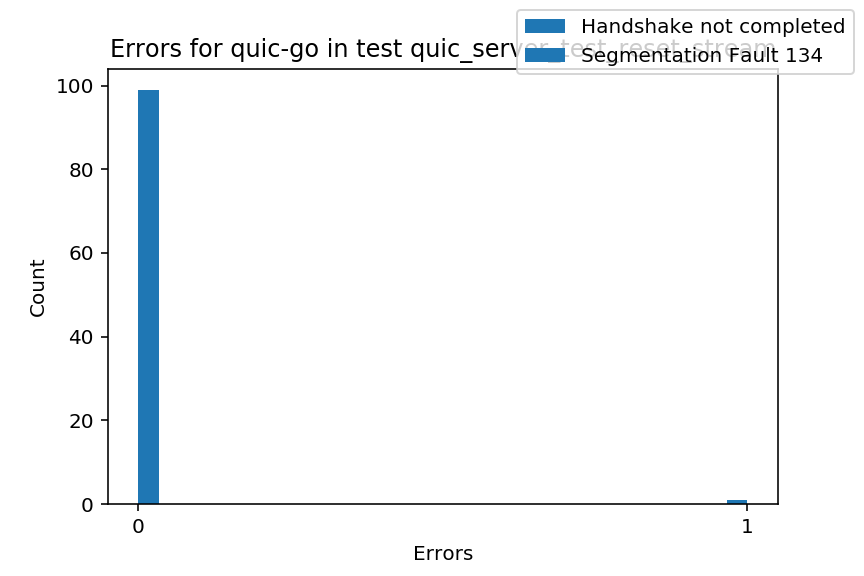 Errors for quic-go in test quic_server_test_reset_stream
Handshake not completed
Segmentation Fault 134
100
80
60
40
20
0
Count
0 1
Errors